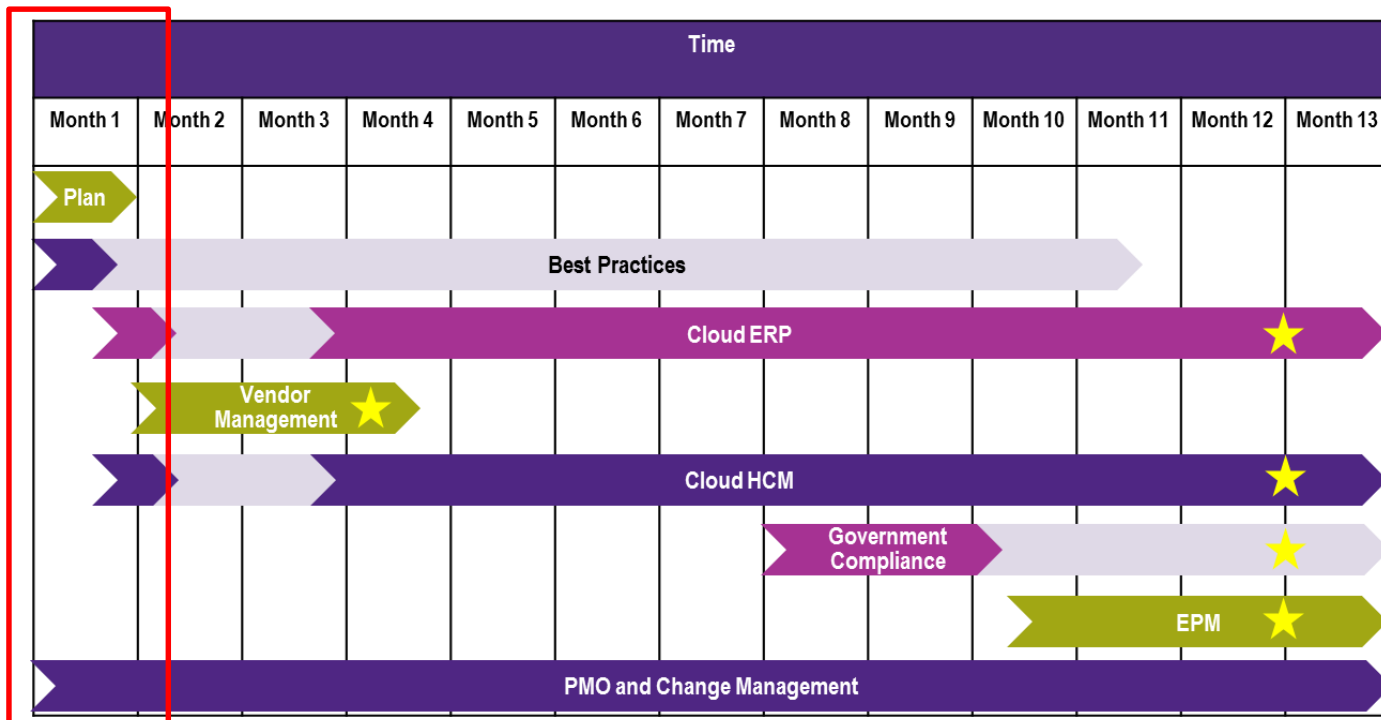 Time
Month 1 Month 2 Month 3 Month 4 Month 5 Month 6 Month 7 Month 8 Month 9 Month 10 Month 11 Month 12 Month 13
Plan
Best Practices
Cloud ERP
Vendor
Management
Cloud HCM
Government
Compliance
EPM
PMO and Change Management